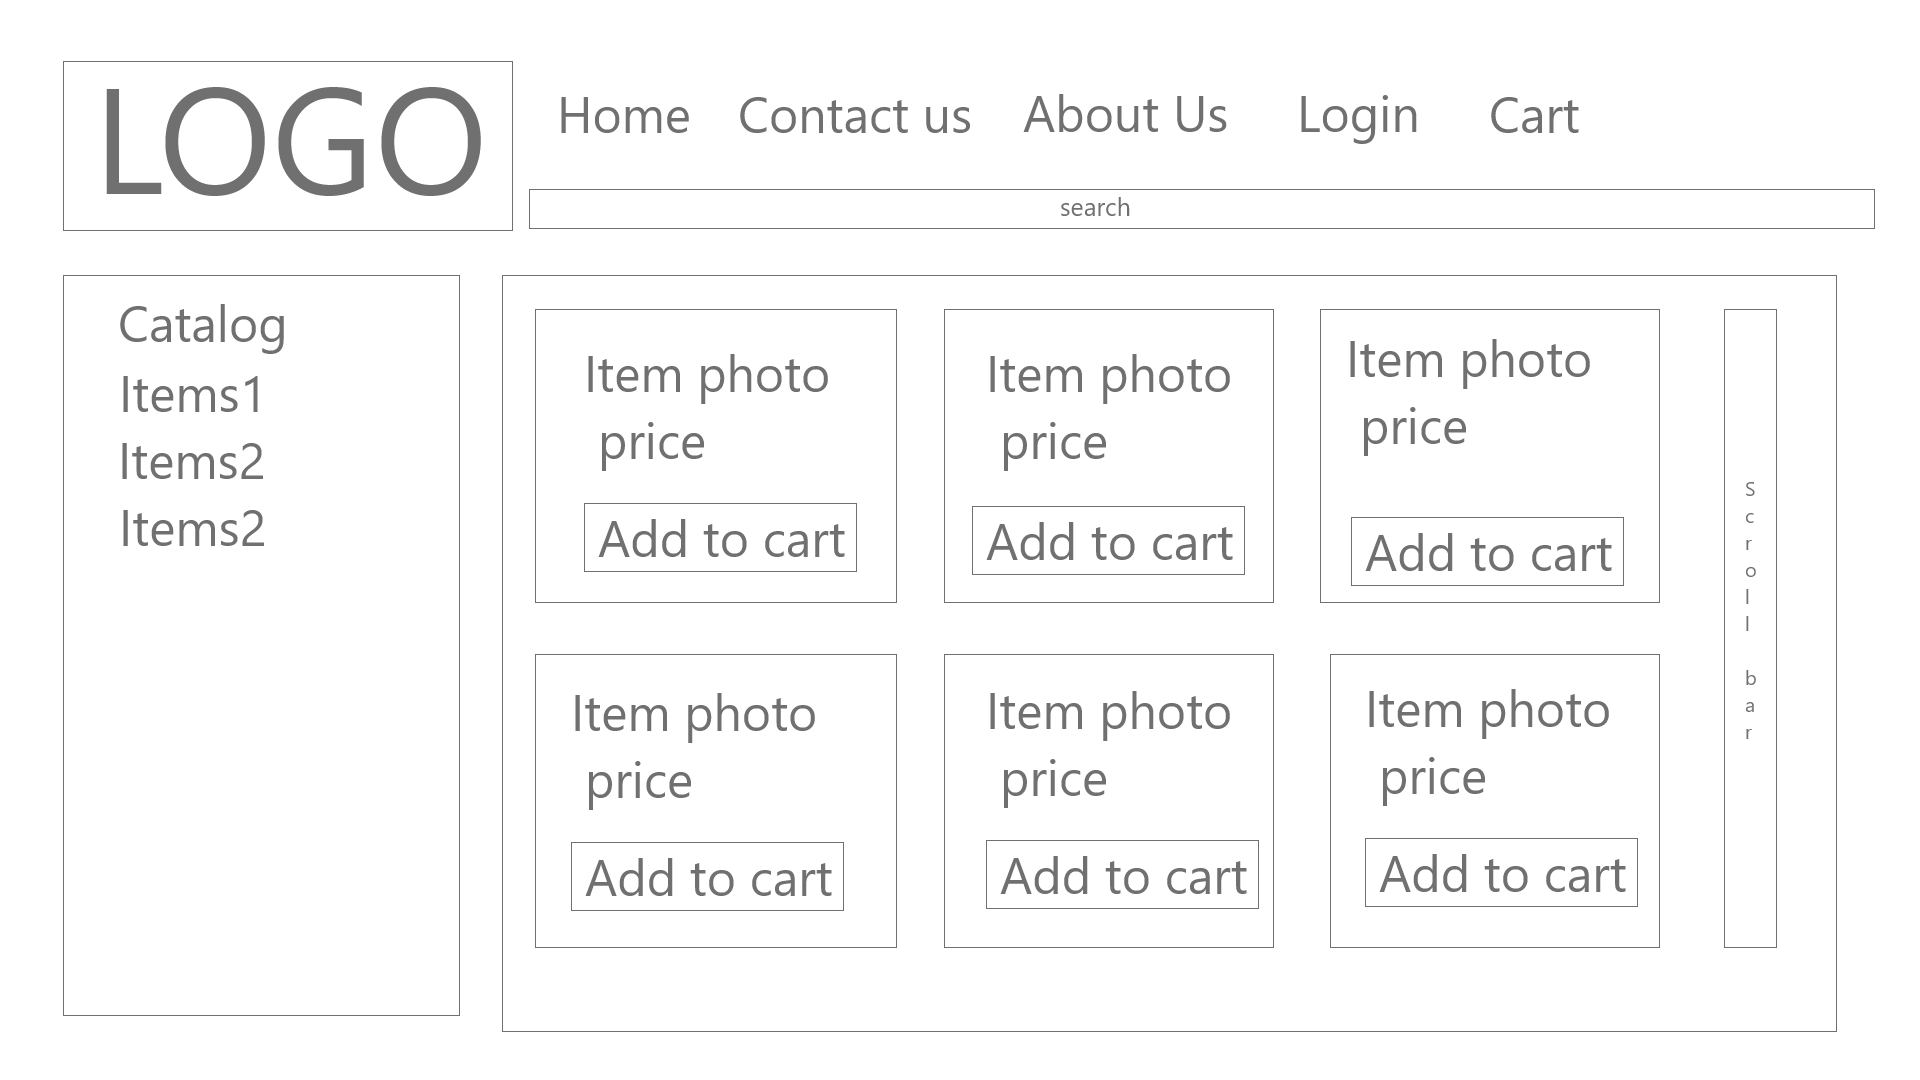 LOGO
Home
Contact us
About Us
Login
Cart
search
Catalog
Items1
Items2
Items2
Item photo
price
Add to cart
Item photo
price
Add to cart
Item photo
price
Add to cart
Item photo
price
Add to cart
Item photo
price
Add to cart
Item photo
price
Add to cart
Scroll bar